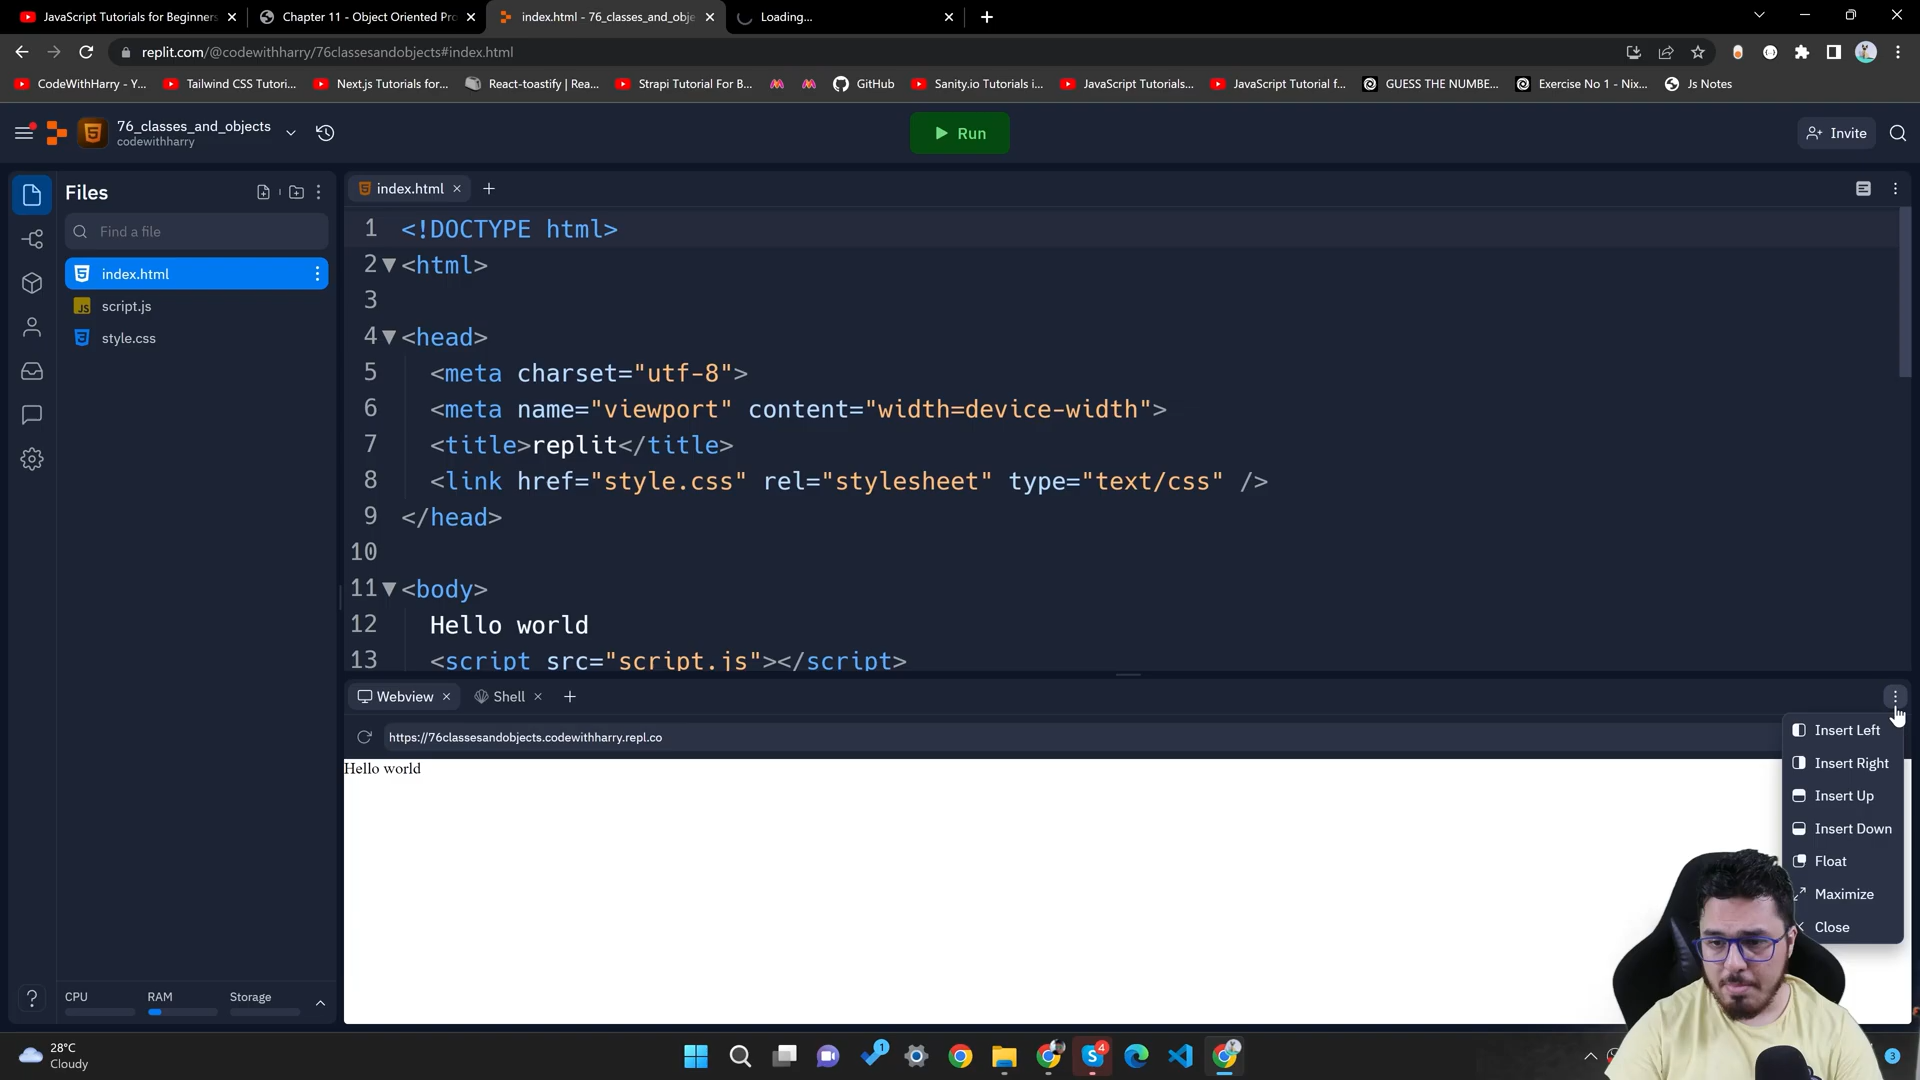 JavaScript Tutorials for Beginners
Chapter 11 - Object Oriented Pro
index.html - 76_classes_and_obje
Loading...
replit.com/@codewithharry/76classesandobjects#index.html
CodeWithHarry - Y...
Tailwind CSS Tutori...
Next.js Tutorials for...
React-toastify | Rea...
Strapi Tutorial For B...
GitHub
Sanity.io Tutorials i...
JavaScript Tutorials...
JavaScript Tutorial f...
GUESS THE NUMBE...
Exercise No 1 - Nix...
Js Notes
76_classes_and_objects
codewithharry
Run
Invite
Files
Find a file
index.html
script.js
style.css
index.html
1 <!DOCTYPE html>
2 <html>
3
4 <head>
5 <meta charset="utf-8">
6 <meta name="viewport" content="width=device-width">
7 <title>replit</title>
8 <link href="style.css" rel="stylesheet" type="text/css" />
9 </head>
10
11 <body>
12 Hello world
13 <script src="script.js"></script>
Webview
Shell
https://76classesandobjects.codewithharry.repl.co
Hello world
Insert Left
Insert Right
Insert Up
Insert Down
Float
Maximize
Close
CPU
RAM
Storage
28°C
Cloudy
1
4
3